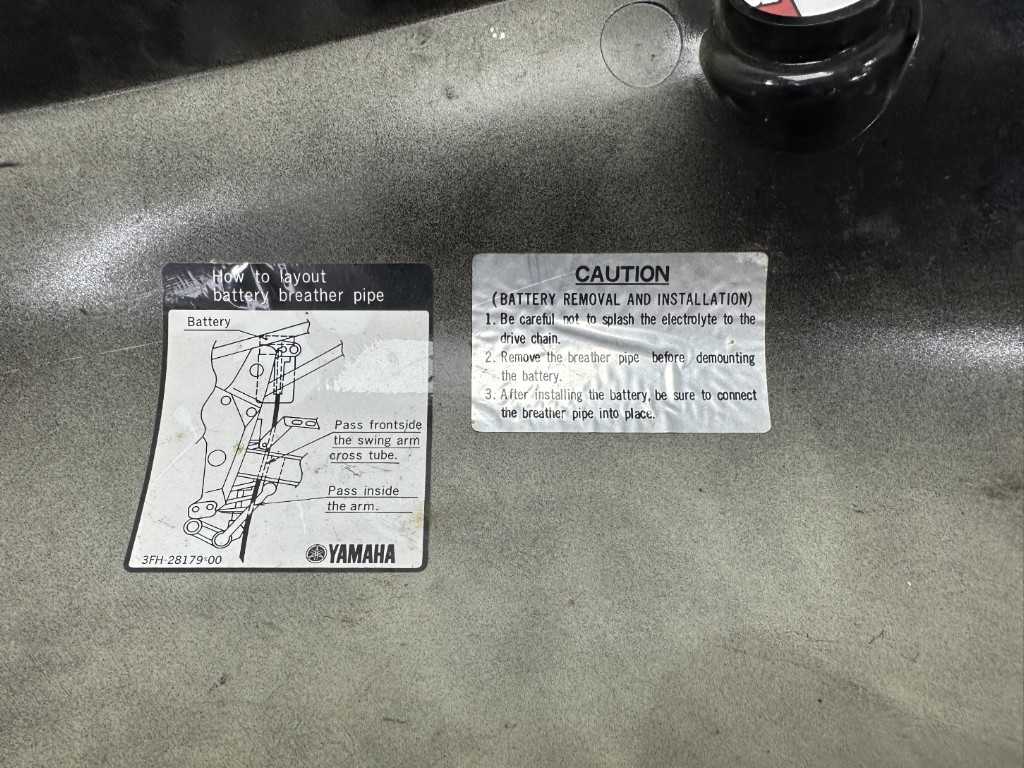 How to layout
battery breather pipe
Battery
Pass frontside
the swing arm
cross tube.
Pass inside
the arm.
3FH-28179-00
YAMAHA
CAUTION
(BATTERY REMOVAL AND INSTALLATION)
1. Be careful not to splash the electrolyte to the
drive chain.
2. Remove the breather pipe before demounting
the battery.
3. After installing the battery, be sure to connect
the breather pipe into place.